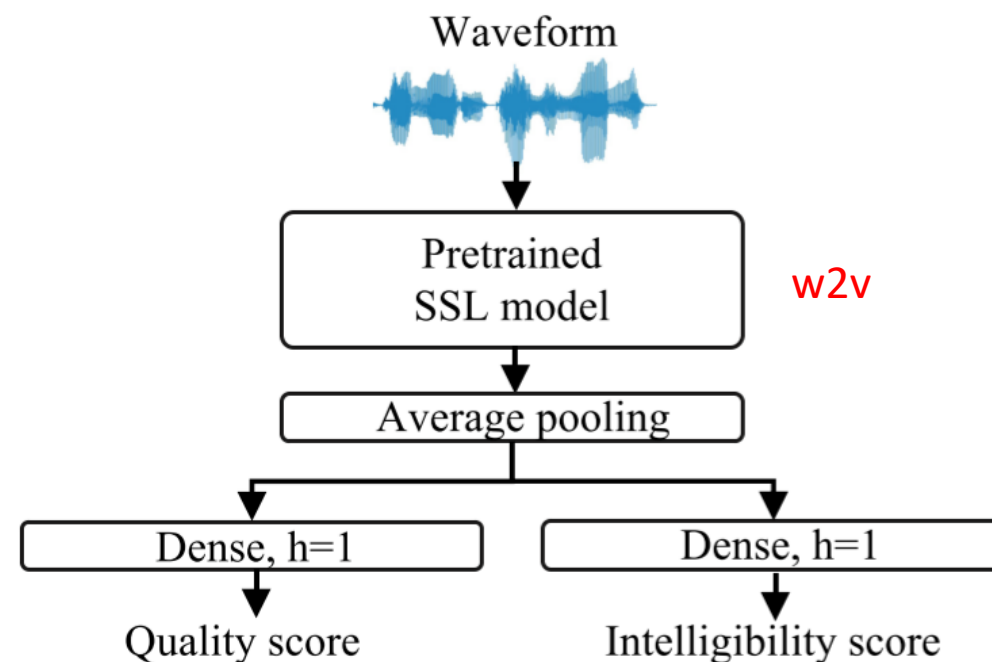 Waveform
Pretrained
SSL model
w2v
Average pooling
Dense, h=1
Dense, h=1
Quality score
Intelligibility score